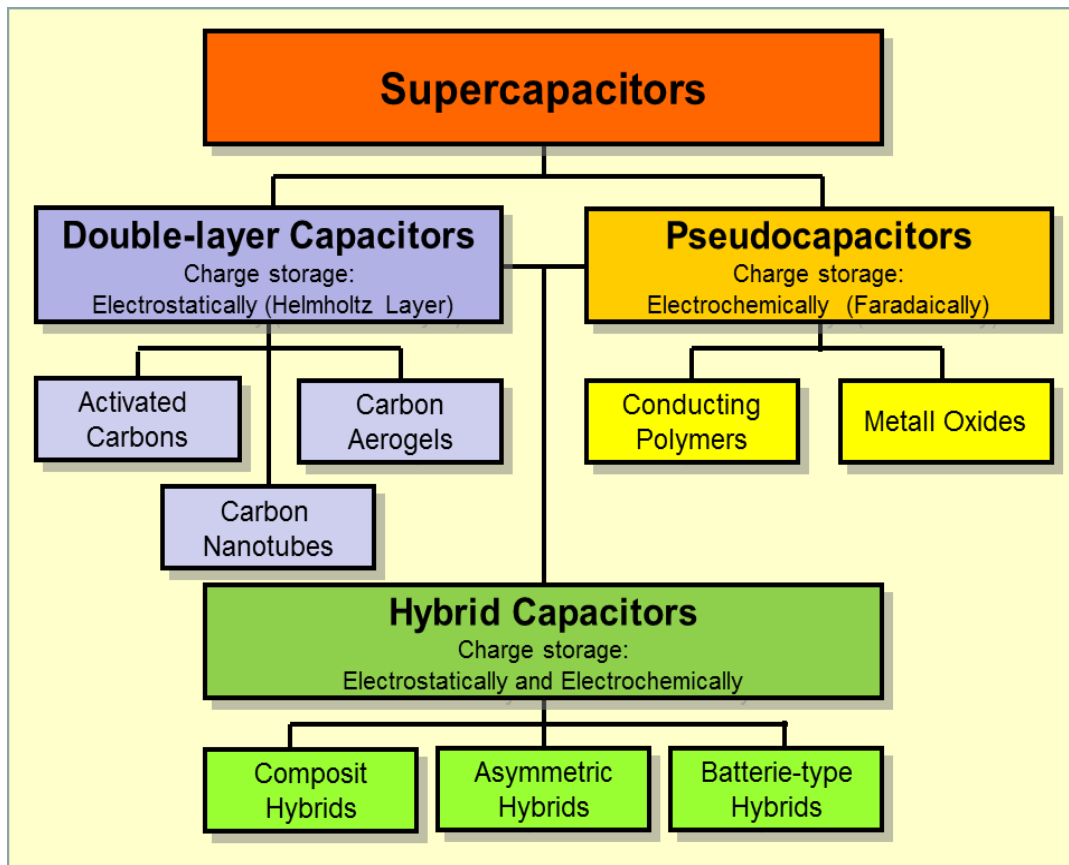 Supercapacitors
Double-layer Capacitors
Charge storage:
Electrostatically (Helmholtz Layer)
Pseudocapacitors
Charge storage:
Electrochemically (Faradaically)
Activated
Carbons
Carbon
Aerogels
Conducting
Polymers
Metall Oxides
Carbon
Nanotubes
Hybrid Capacitors
Charge storage:
Electrostatically and Electrochemically
Composit
Hybrids
Asymmetric
Hybrids
Batterie-type
Hybrids